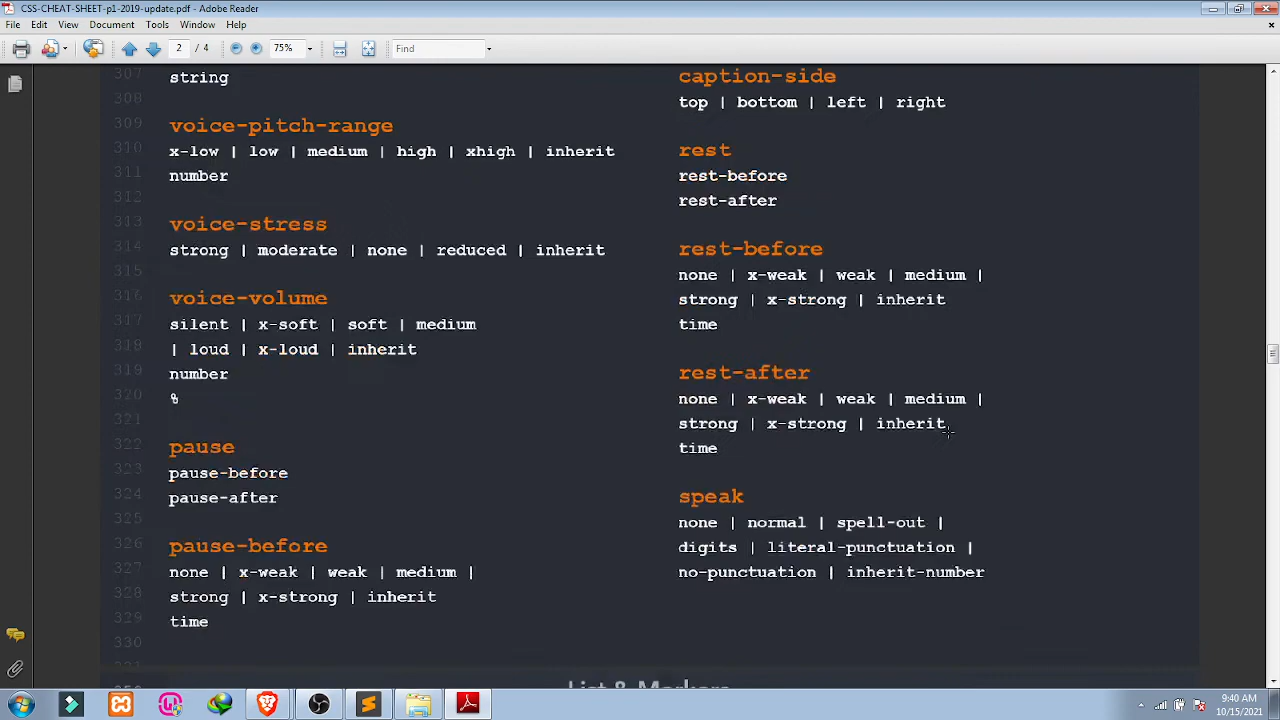 CSS-CHEAT-SHEET-p1-2019-update.pdf - Adobe Reader
File Edit View Document Tools Window Help
2 / 4 75% Find
307
308
309
310
311
312
313
314
315
316
317
318
319
320
321
322
323
324
325
326
327
328
329
330
string
voice-pitch-range
x-low | low | medium | high | xhigh | inherit
number
voice-stress
strong | moderate | none | reduced | inherit
voice-volume
silent | x-soft | soft | medium
| loud | x-loud | inherit
number
%
pause
pause-before
pause-after
pause-before
none | x-weak | weak | medium |
strong | x-strong | inherit
time
caption-side
top | bottom | left | right
rest
rest-before
rest-after
rest-before
none | x-weak | weak | medium |
strong | x-strong | inherit
time
rest-after
none | x-weak | weak | medium |
strong | x-strong | inherit
time
speak
none | normal | spell-out |
digits | literal-punctuation |
no-punctuation | inherit-number
List & Markers
9:40 AM
10/15/2021